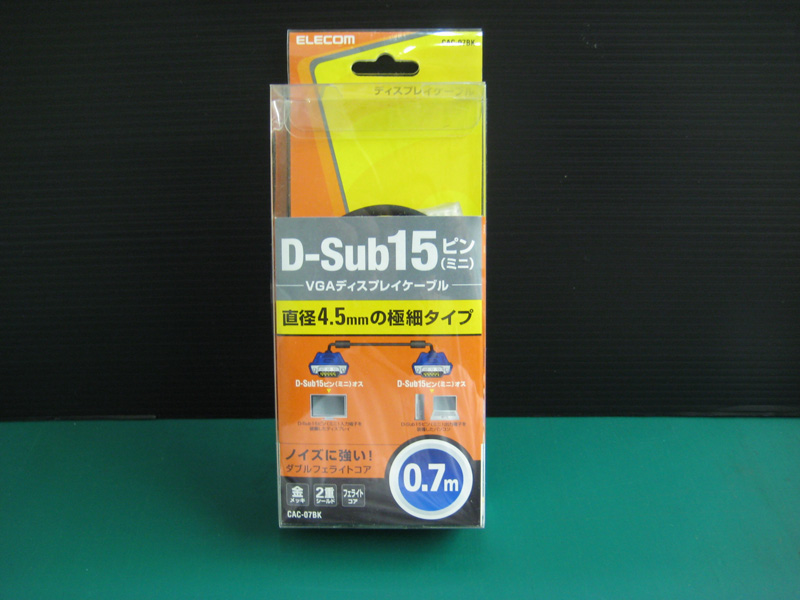 ELECOM
CAC-07BK
ディスプレイケーブル
D-Sub15ピン(ミニ)
VGAディスプレイケーブル
直径4.5mmの極細タイプ
D-Sub15ピン(ミニ)オス
D-Sub15ピン(ミニ)オス
ノイズに強い!
ダブルフェライトコア
0.7m
金メッキ
2重シールド
フェライトコア
CAC-07BK